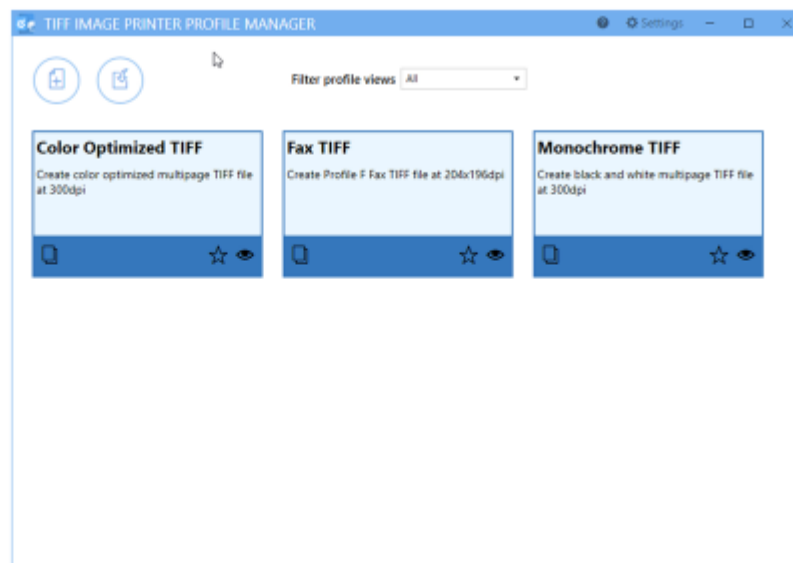 TIFF IMAGE PRINTER PROFILE MANAGER
Settings
Filter profile views All
Color Optimized TIFF
Create color optimized multipage TIFF file
at 300dpi
Fax TIFF
Create Profile F Fax TIFF file at 204x196dpi
Monochrome TIFF
Create black and white multipage TIFF file
at 300dpi